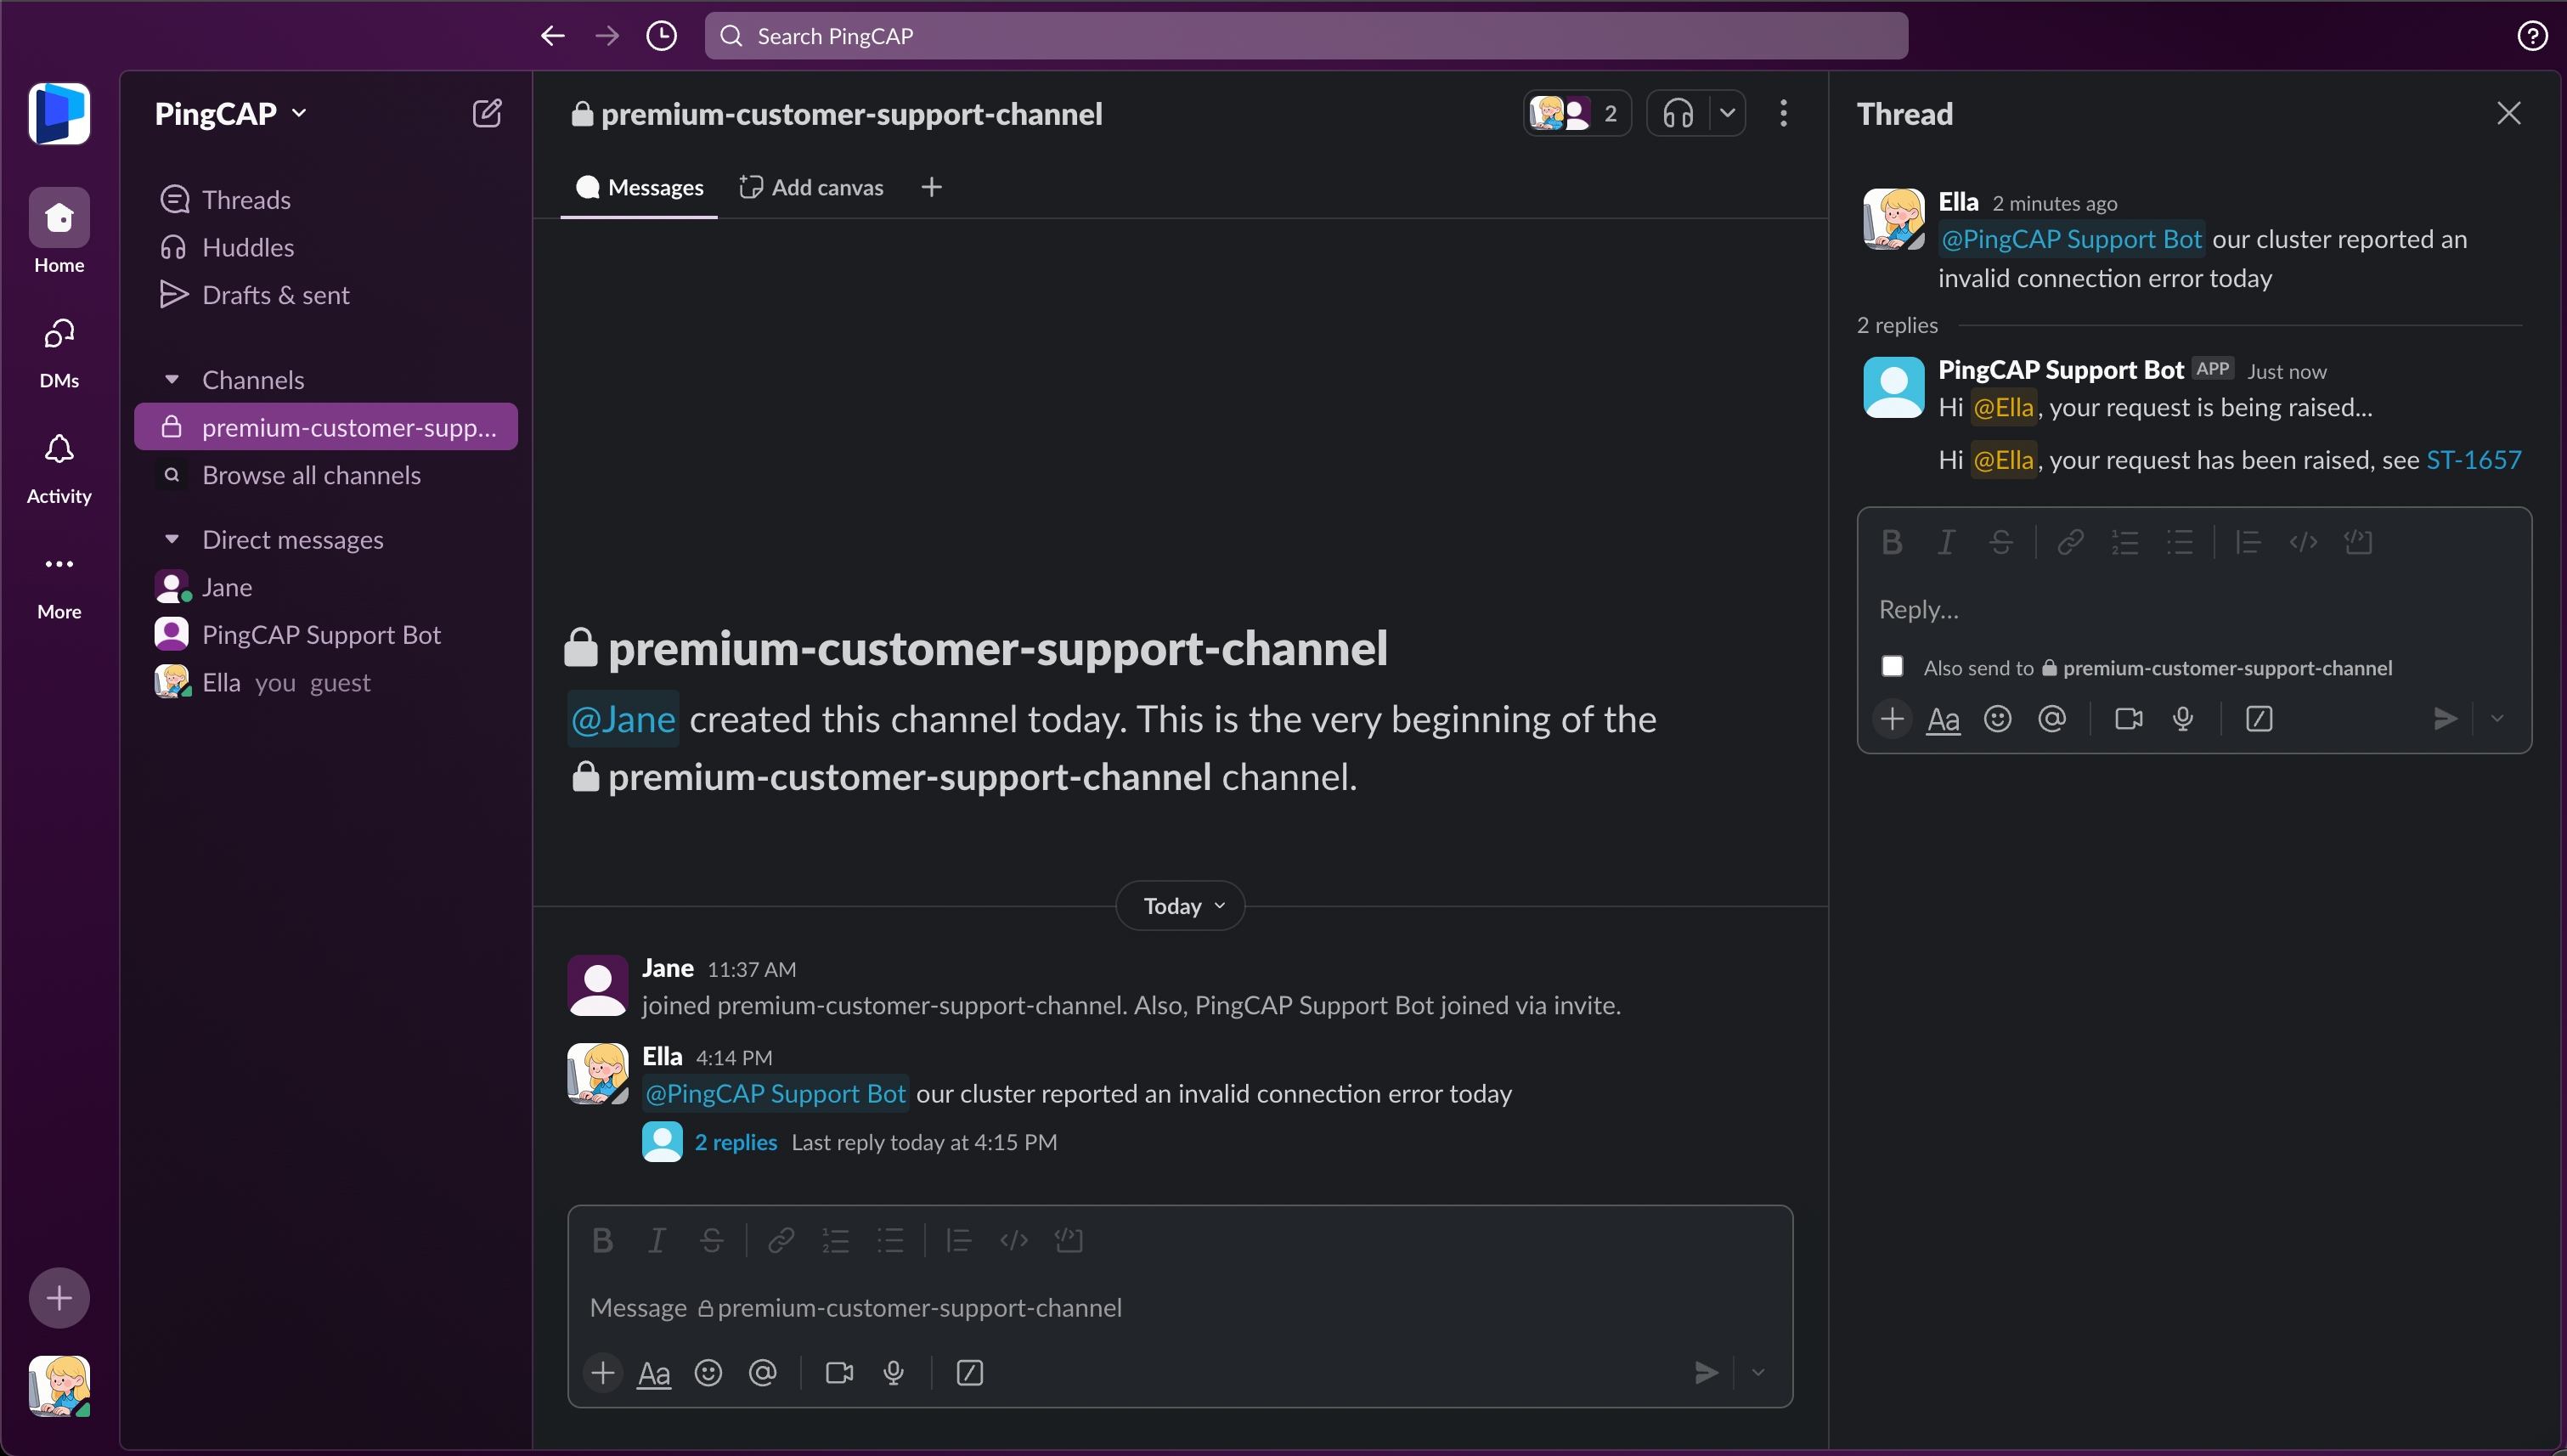 Search PingCAP
PingCAP
Home
DMs
Activity
More
Threads
Huddles
Drafts & sent
Channels
premium-customer-supp...
Browse all channels
Direct messages
Jane
PingCAP Support Bot
Ella you guest
premium-customer-support-channel
2
Messages
Add canvas
premium-customer-support-channel
@Jane created this channel today. This is the very beginning of the
premium-customer-support-channel channel.
Today
Jane 11:37 AM
joined premium-customer-support-channel. Also, PingCAP Support Bot joined via invite.
Ella 4:14 PM
@PingCAP Support Bot our cluster reported an invalid connection error today
2 replies Last reply today at 4:15 PM
Message premium-customer-support-channel
Aa
Thread
Ella 2 minutes ago
@PingCAP Support Bot our cluster reported an
invalid connection error today
2 replies
PingCAP Support Bot APP Just now
Hi @Ella, your request is being raised...
Hi @Ella, your request has been raised, see ST-1657
Reply...
Also send to premium-customer-support-channel
Aa